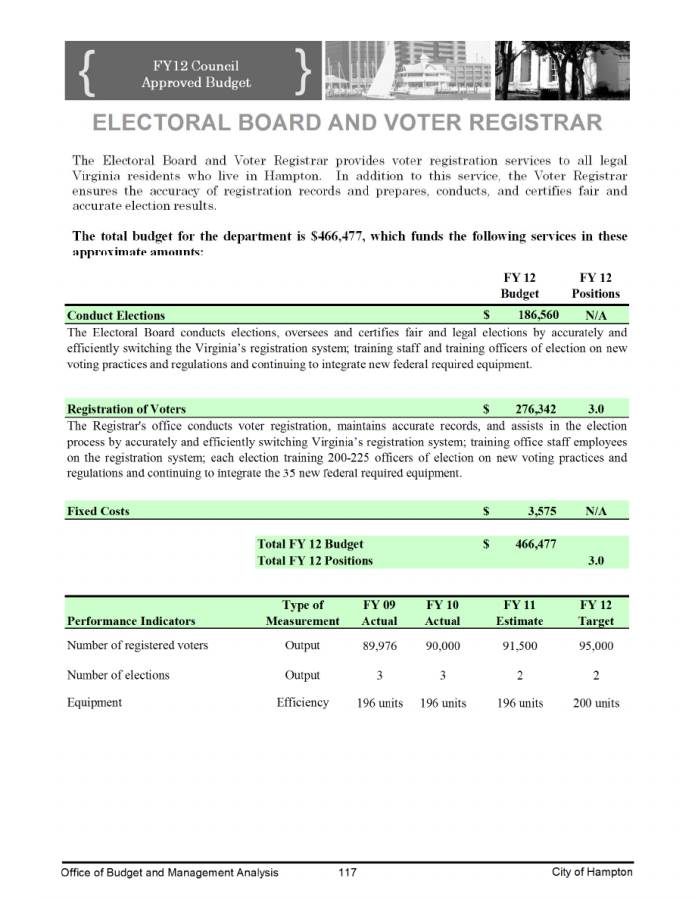 { FY12 Council }
Approved Budget
ELECTORAL BOARD AND VOTER REGISTRAR
The Electoral Board and Voter Registrar provides voter registration services to all legal
Virginia residents who live in Hampton. In addition to this service, the Voter Registrar
ensures the accuracy of registration records and prepares, conducts, and certifies fair and
accurate election results.
The total budget for the department is $466,477, which funds the following services in these
approximate amounts:
FY 12 FY 12
Budget Positions
Conduct Elections $ 186,560 N/A
The Electoral Board conducts elections, oversees and certifies fair and legal elections by accurately and
efficiently switching the Virginia's registration system; training staff and training officers of election on new
voting practices and regulations and continuing to integrate new federal required equipment.
Registration of Voters $ 276,342 3.0
The Registrar's office conducts voter registration, maintains accurate records, and assists in the election
process by accurately and efficiently switching Virginia's registration system; training office staff employees
on the registration system; each election training 200-225 officers of election on new voting practices and
regulations and continuing to integrate the 35 new federal required equipment.
Fixed Costs $ 3,575 N/A
Total FY 12 Budget $ 466,477
Total FY 12 Positions 3.0
Type of FY 09 FY 10 FY 11 FY 12
Performance Indicators Measurement Actual Actual Estimate Target
Number of registered voters Output 89,976 90,000 91,500 95,000
Number of elections Output 3 3 2 2
Equipment Efficiency 196 units 196 units 196 units 200 units
Office of Budget and Management Analysis 117 City of Hampton